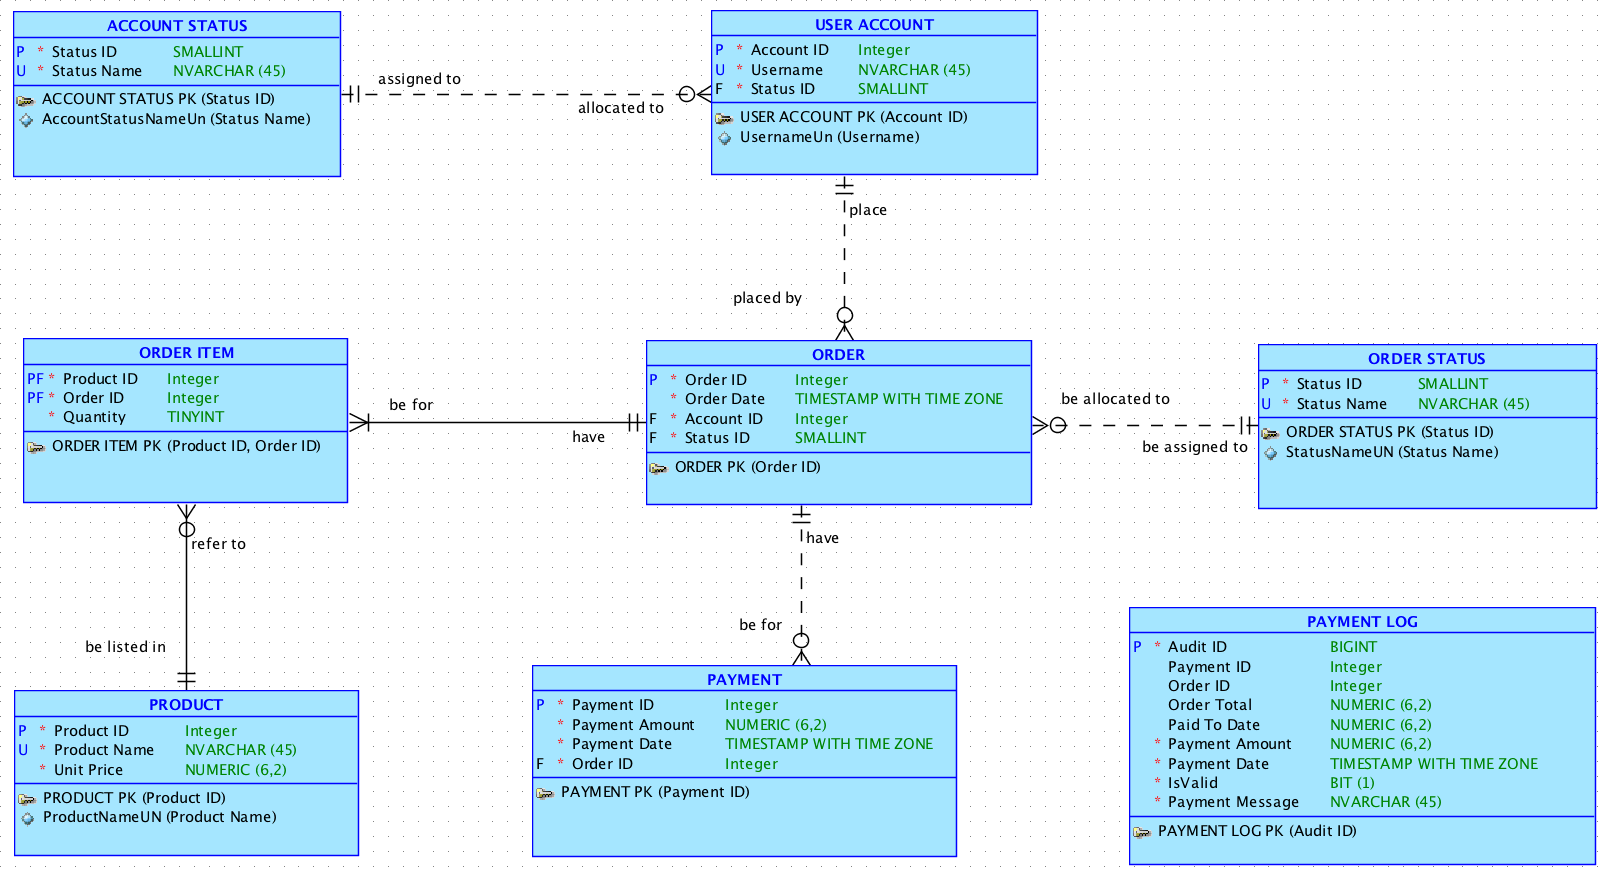 ACCOUNT STATUS
P * Status ID SMALLINT
U * Status Name NVARCHAR (45)
ACCOUNT STATUS PK (Status ID)
AccountStatusNameUn (Status Name)
assigned to
allocated to
USER ACCOUNT
P * Account ID Integer
U * Username NVARCHAR (45)
F * Status ID SMALLINT
USER ACCOUNT PK (Account ID)
UsernameUn (Username)
place
placed by
ORDER ITEM
PF * Product ID Integer
PF * Order ID Integer
* Quantity TINYINT
ORDER ITEM PK (Product ID, Order ID)
be for
have
ORDER
P * Order ID Integer
* Order Date TIMESTAMP WITH TIME ZONE
F * Account ID Integer
F * Status ID SMALLINT
ORDER PK (Order ID)
be allocated to
be assigned to
ORDER STATUS
P * Status ID SMALLINT
U * Status Name NVARCHAR (45)
ORDER STATUS PK (Status ID)
StatusNameUN (Status Name)
refer to
be listed in
have
be for
PRODUCT
P * Product ID Integer
U * Product Name NVARCHAR (45)
* Unit Price NUMERIC (6,2)
PRODUCT PK (Product ID)
ProductNameUN (Product Name)
PAYMENT
P * Payment ID Integer
* Payment Amount NUMERIC (6,2)
* Payment Date TIMESTAMP WITH TIME ZONE
F * Order ID Integer
PAYMENT PK (Payment ID)
PAYMENT LOG
P * Audit ID BIGINT
Payment ID Integer
Order ID Integer
Order Total NUMERIC (6,2)
Paid To Date NUMERIC (6,2)
* Payment Amount NUMERIC (6,2)
* Payment Date TIMESTAMP WITH TIME ZONE
* IsValid BIT (1)
* Payment Message NVARCHAR (45)
PAYMENT LOG PK (Audit ID)